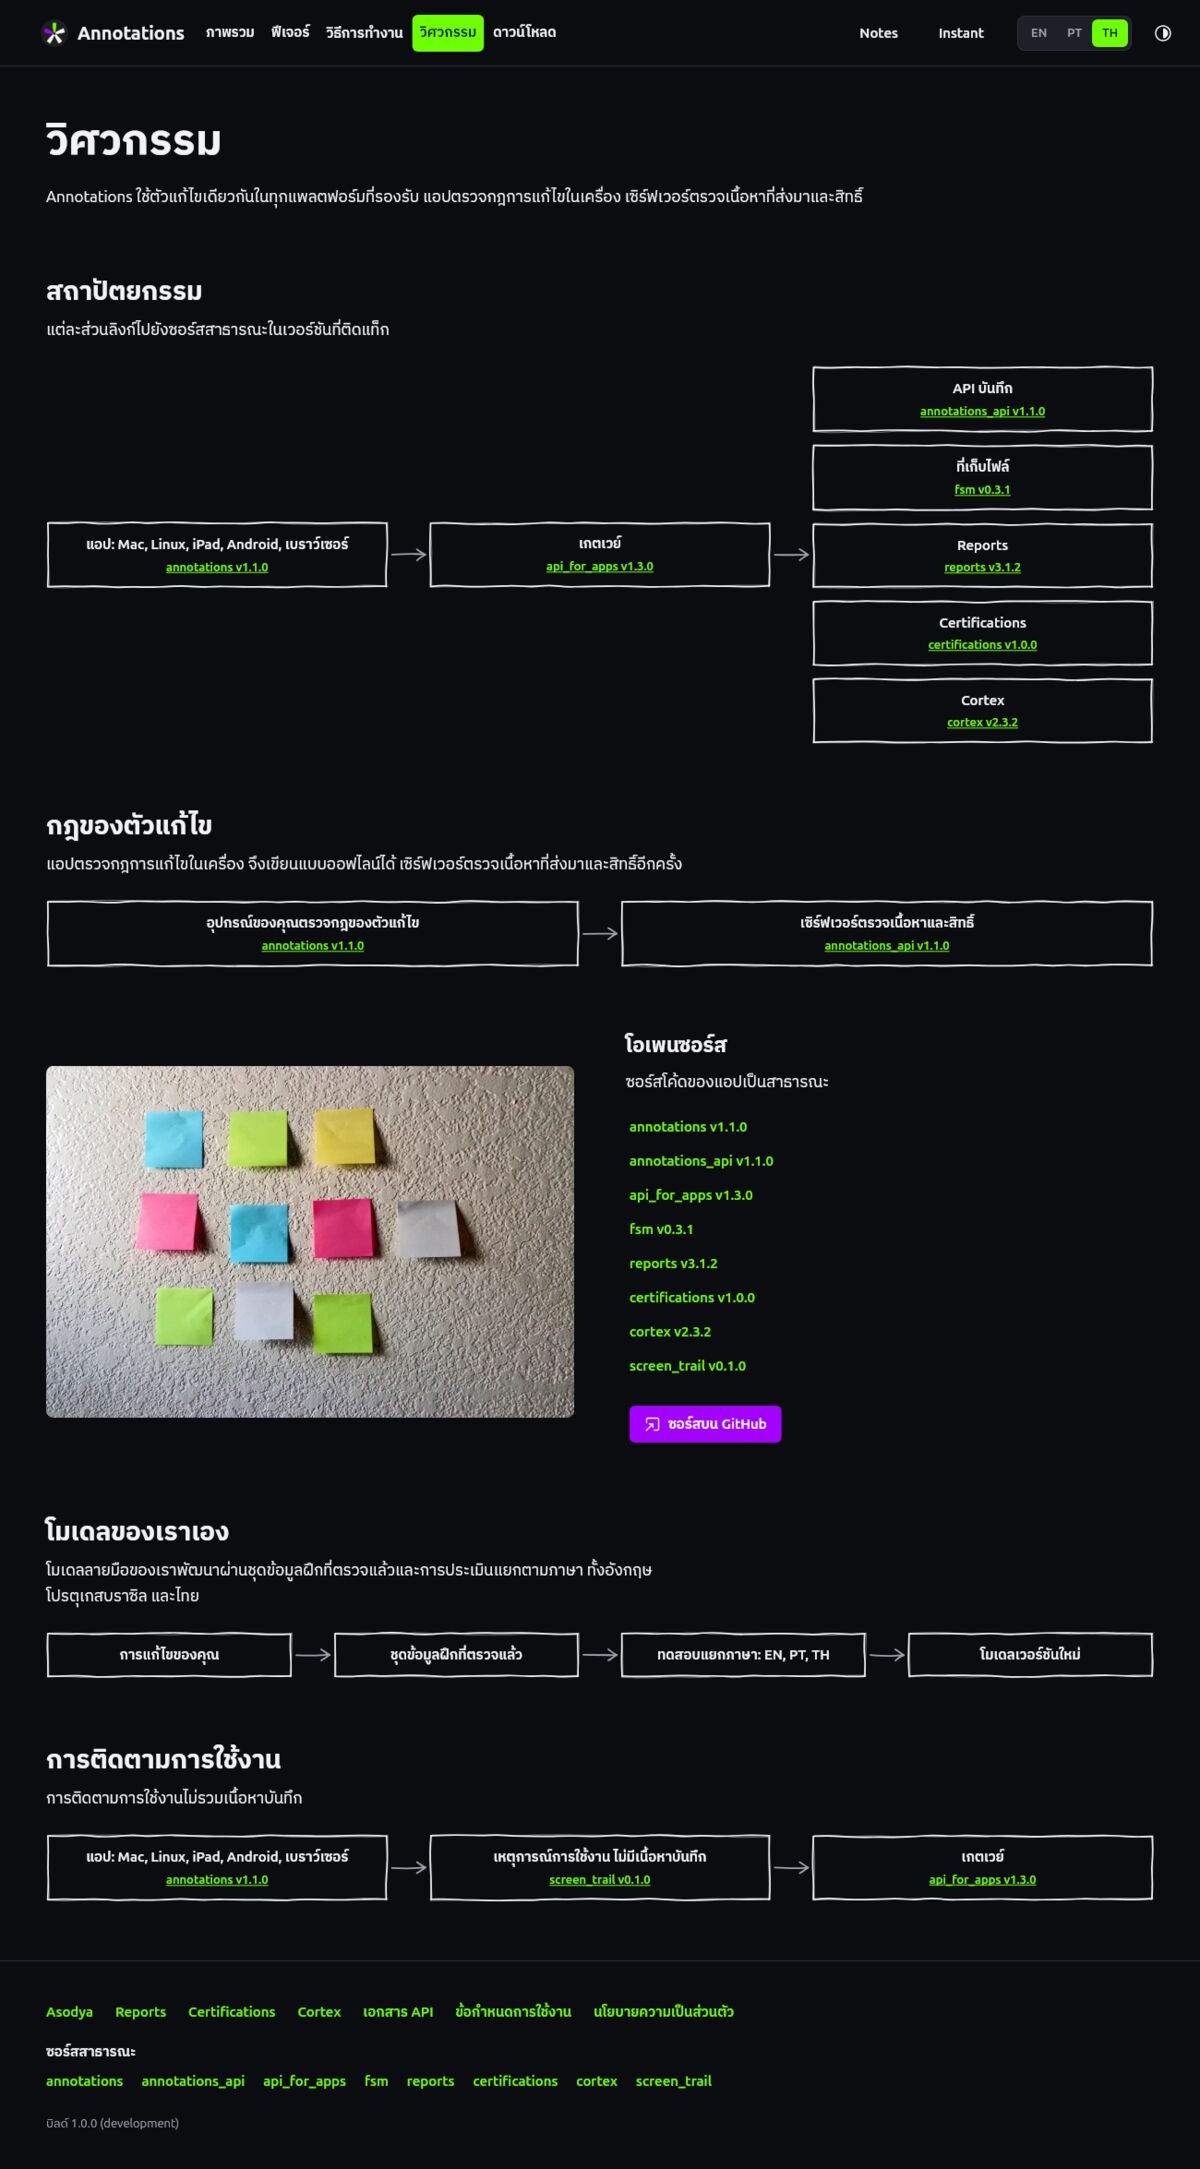 Annotations ภาพรวม ฟีเจอร์ วิธีการทำงาน วิศวกรรม ดาวน์โหลด Notes Instant EN PT TH
วิศวกรรม
Annotations ใช้ตัวแก้ไขเดียวกันในทุกแพลตฟอร์มที่รองรับ แอปตรวจกฎการแก้ไขในเครื่อง เซิร์ฟเวอร์ตรวจเนื้อหาที่ส่งมาและสิทธิ์
สถาปัตยกรรม
แต่ละส่วนลิงก์ไปยังซอร์สสาธารณะในเวอร์ชันที่ติดแท็ก
แอป: Mac, Linux, iPad, Android, เบราว์เซอร์
annotations v1.1.0
เกตเวย์
api_for_apps v1.3.0
API บันทึก
annotations_api v1.1.0
ที่เก็บไฟล์
fsm v0.3.1
Reports
reports v3.1.2
Certifications
certifications v1.0.0
Cortex
cortex v2.3.2
กฎของตัวแก้ไข
แอปตรวจกฎการแก้ไขในเครื่อง จึงเขียนแบบออฟไลน์ได้ เซิร์ฟเวอร์ตรวจเนื้อหาที่ส่งมาและสิทธิ์อีกครั้ง
อุปกรณ์ของคุณตรวจกฎของตัวแก้ไข
annotations v1.1.0
เซิร์ฟเวอร์ตรวจเนื้อหาและสิทธิ์
annotations_api v1.1.0
โอเพนซอร์ส
ซอร์สโค้ดของแอปเป็นสาธารณะ
annotations v1.1.0
annotations_api v1.1.0
api_for_apps v1.3.0
fsm v0.3.1
reports v3.1.2
certifications v1.0.0
cortex v2.3.2
screen_trail v0.1.0
ซอร์สบน GitHub
โมเดลของเราเอง
โมเดลลายมือของเราพัฒนาผ่านชุดข้อมูลฝึกที่ตรวจแล้วและการประเมินแยกตามภาษา ทั้งอังกฤษ
โปรตุเกสบราซิล และไทย
การแก้ไขของคุณ
ชุดข้อมูลฝึกที่ตรวจแล้ว
ทดสอบแยกภาษา: EN, PT, TH
โมเดลเวอร์ชันใหม่
การติดตามการใช้งาน
การติดตามการใช้งานไม่รวมเนื้อหาบันทึก
แอป: Mac, Linux, iPad, Android, เบราว์เซอร์
annotations v1.1.0
เหตุการณ์การใช้งาน ไม่มีเนื้อหาบันทึก
screen_trail v0.1.0
เกตเวย์
api_for_apps v1.3.0
Asodya Reports Certifications Cortex เอกสาร API ข้อกำหนดการใช้งาน นโยบายความเป็นส่วนตัว
ซอร์สสาธารณะ
annotations annotations_api api_for_apps fsm reports certifications cortex screen_trail
บิลด์ 1.0.0 (development)